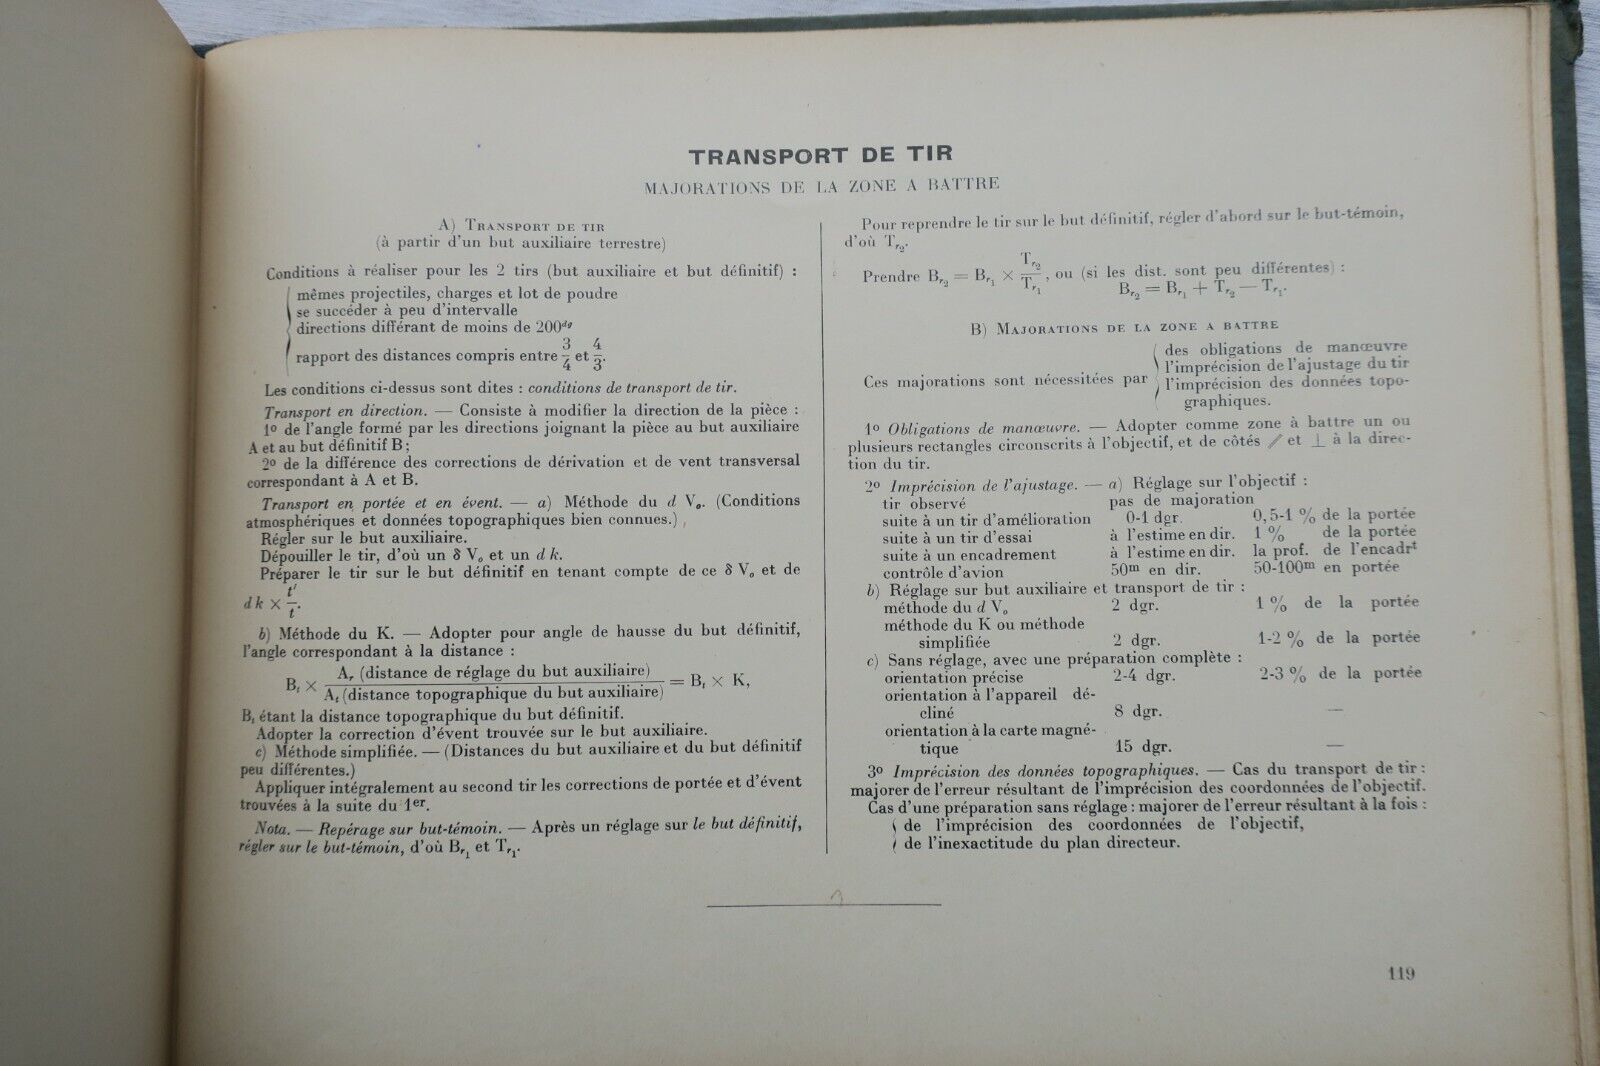 TRANSPORT DE TIR
MAJORATIONS DE LA ZONE A BATTRE
A) TRANSPORT DE TIR
(à partir d'un but auxiliaire terrestre)
Conditions à réaliser pour les 2 tirs (but auxiliaire et but définitif) :
mêmes projectiles, charges et lot de poudre
se succéder à peu d'intervalle
directions différant de moins de 200dg
rapport des distances compris entre 3/4 et 4/3.
Les conditions ci-dessus sont dites : conditions de transport de tir.
Transport en direction. — Consiste à modifier la direction de la pièce :
1º de l'angle formé par les directions joignant la pièce au but auxiliaire
A et au but définitif B ;
2º de la différence des corrections de dérivation et de vent transversal
correspondant à A et B.
Transport en portée et en évent. — a) Méthode du d Vo. (Conditions
atmosphériques et données topographiques bien connues.)
Régler sur le but auxiliaire.
Dépouiller le tir, d'où un δ Vo et un d k.
Préparer le tir sur le but définitif en tenant compte de ce δ Vo et de
d k × t'/t.
b) Méthode du K. — Adopter pour angle de hausse du but définitif,
l'angle correspondant à la distance :
Bt × Ar (distance de réglage du but auxiliaire) / At (distance topographique du but auxiliaire) = Bt × K,
Bt étant la distance topographique du but définitif.
Adopter la correction d'évent trouvée sur le but auxiliaire.
c) Méthode simplifiée. — (Distances du but auxiliaire et du but définitif
peu différentes.)
Appliquer intégralement au second tir les corrections de portée et d'évent
trouvées à la suite du 1er.
Nota. — Repérage sur but-témoin. — Après un réglage sur le but définitif,
régler sur le but-témoin, d'où Br1 et Tr1.
Pour reprendre le tir sur le but définitif, régler d'abord sur le but-témoin,
d'où Tr2.
Prendre Br2 = Br1 × Tr2/Tr1, ou (si les dist. sont peu différentes) :
Br2 = Br1 + Tr2 — Tr1.
B) MAJORATIONS DE LA ZONE A BATTRE
Ces majorations sont nécessitées par
des obligations de manœuvre
l'imprécision de l'ajustage du tir
l'imprécision des données topo-
graphiques.
1º Obligations de manœuvre. — Adopter comme zone à battre un ou
plusieurs rectangles circonscrits à l'objectif, et de côtés // et ⊥ à la direc-
tion du tir.
2º Imprécision de l'ajustage. — a) Réglage sur l'objectif :
tir observé pas de majoration
suite à un tir d'amélioration 0-1 dgr. 0,5-1 % de la portée
suite à un tir d'essai à l'estime en dir. 1 % de la portée
suite à un encadrement à l'estime en dir. la prof. de l'encadrt
contrôle d'avion 50m en dir. 50-100m en portée
b) Réglage sur but auxiliaire et transport de tir :
méthode du d Vo 2 dgr. 1 % de la portée
méthode du K ou méthode
simplifiée 2 dgr. 1-2 % de la portée
c) Sans réglage, avec une préparation complète :
orientation précise 2-4 dgr. 2-3 % de la portée
orientation à l'appareil dé-
cliné 8 dgr. —
orientation à la carte magné-
tique 15 dgr. —
3º Imprécision des données topographiques. — Cas du transport de tir :
majorer de l'erreur résultant de l'imprécision des coordonnées de l'objectif.
Cas d'une préparation sans réglage : majorer de l'erreur résultant à la fois :
de l'imprécision des coordonnées de l'objectif,
de l'inexactitude du plan directeur.
119